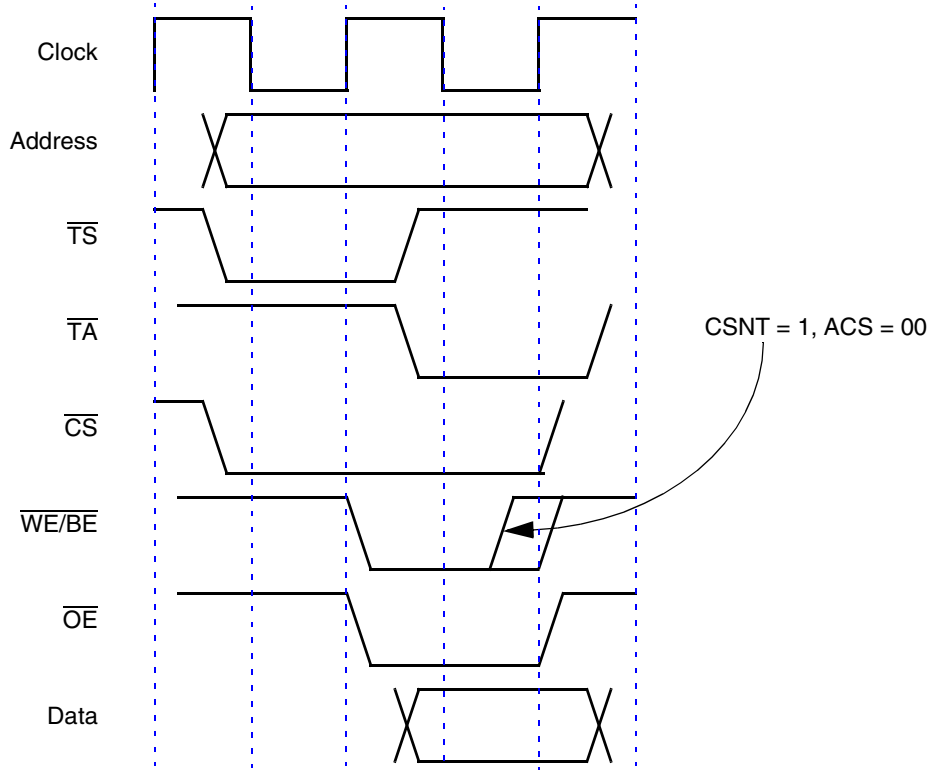 Clock
Address
TS
TA
CSNT = 1, ACS = 00
CS
WE/BE
OE
Data